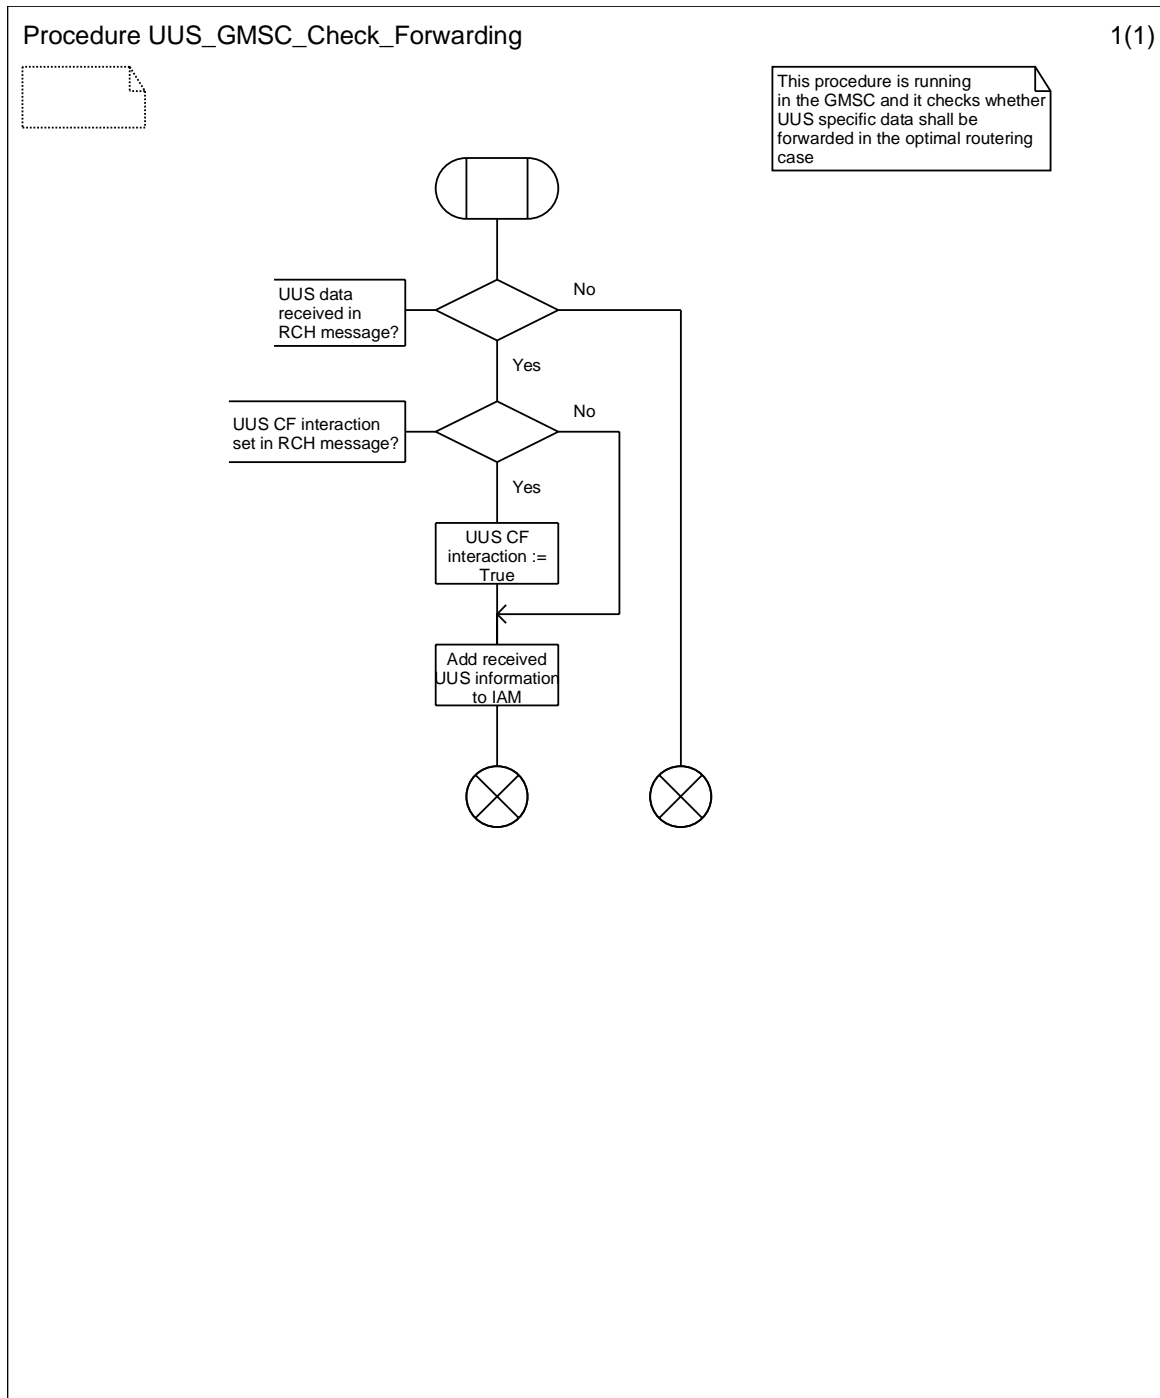 Procedure UUS_GMSC_Check_Forwarding
1(1)
This procedure is running
in the GMSC and it checks whether
UUS specific data shall be
forwarded in the optimal routering
case
UUS data
received in
RCH message?
No
Yes
UUS CF interaction
set in RCH message?
No
Yes
UUS CF
interaction :=
True
Add received
UUS information
to IAM